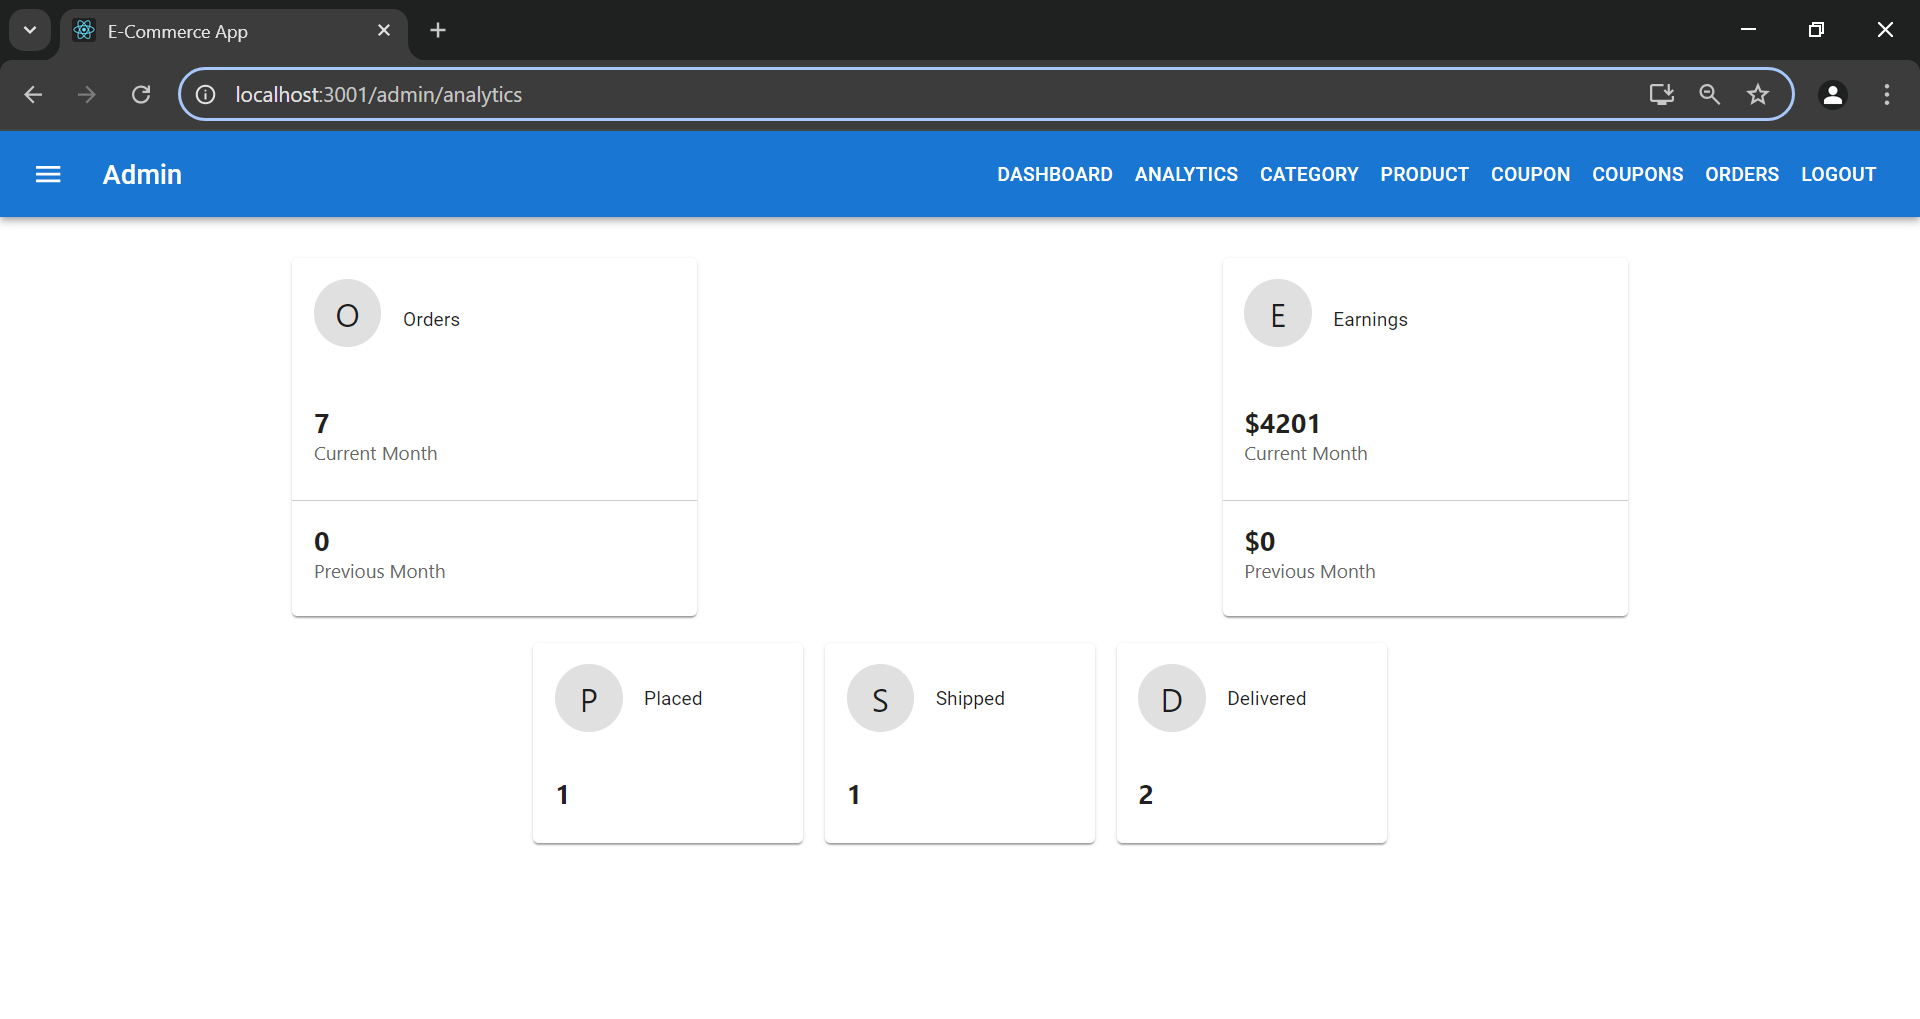 E-Commerce App
localhost:3001/admin/analytics
Admin
DASHBOARD ANALYTICS CATEGORY PRODUCT COUPON COUPONS ORDERS LOGOUT
O Orders
7
Current Month
0
Previous Month
E Earnings
$4201
Current Month
$0
Previous Month
P Placed
1
S Shipped
1
D Delivered
2